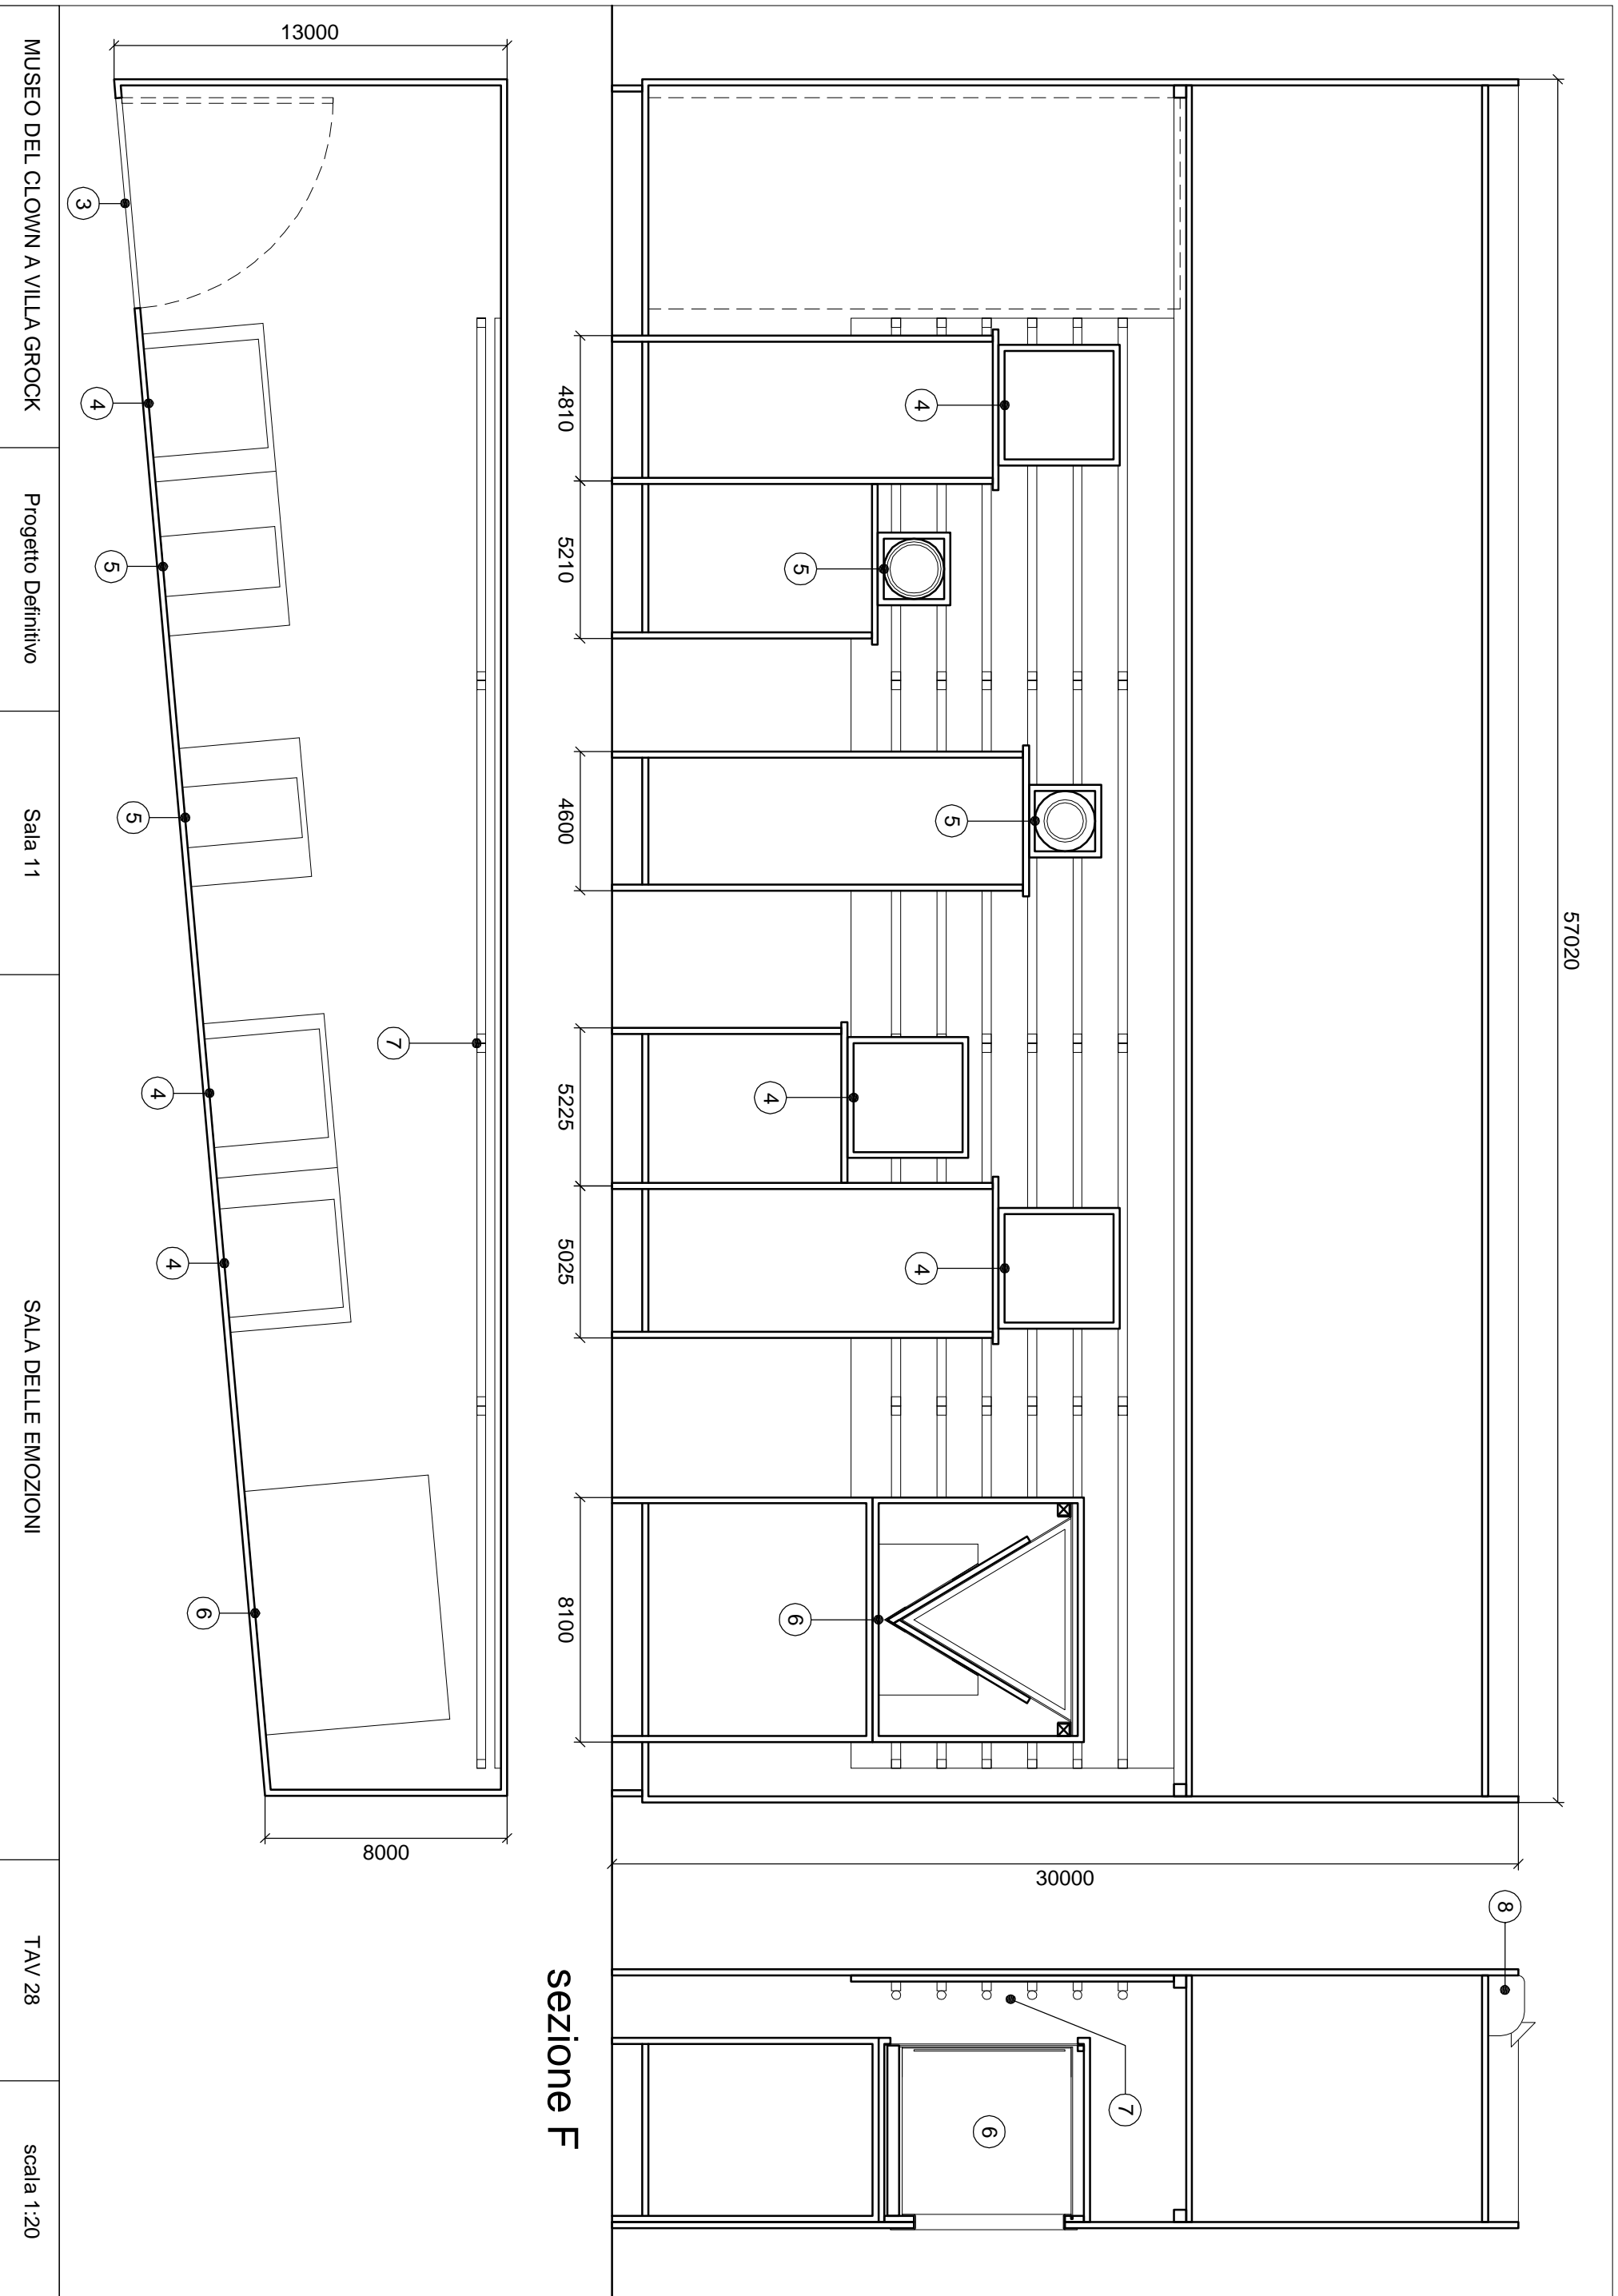 57020
8
7
30000
6
5
4
4
5
6
4
4810 5210 4600 5225 5025 8100
sezione F
7
8000
13000
6
4
4
5
5
4
3
MUSEO DEL CLOWN A VILLA GROCK
Progetto Definitivo
Sala 11
SALA DELLE EMOZIONI
TAV 28
scala 1:20